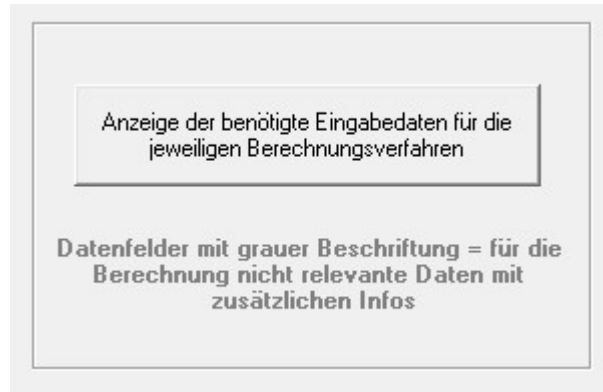 Anzeige der benötigte Eingabedaten für die
jeweiligen Berechnungsverfahren
Datenfelder mit grauer Beschriftung = für die
Berechnung nicht relevante Daten mit
zusätzlichen Infos